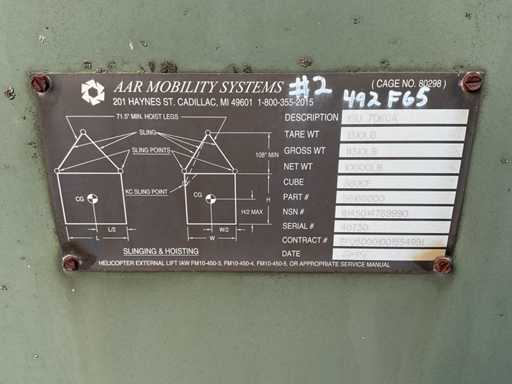 AAR MOBILITY SYSTEMS
#2
( CAGE NO. 80298 )
201 HAYNES ST. CADILLAC, MI 49601 1-800-355-2015
492 F65
71.5" MIN. HOIST LEGS
SLING
SLING POINTS
KC SLING POINT
108" MIN.
CG
CG
H
H/2 MAX
L/2
L
W/2
W
SLINGING & HOISTING
HELICOPTER EXTERNAL LIFT IAW FM10-450-3, FM10-450-4, FM10-450-5, OR APPROPRIATE SERVICE MANUAL
DESCRIPTION
TARE WT
GROSS WT
NET WT
CUBE
PART #
NSN #
SERIAL # 40730
CONTRACT #
DATE